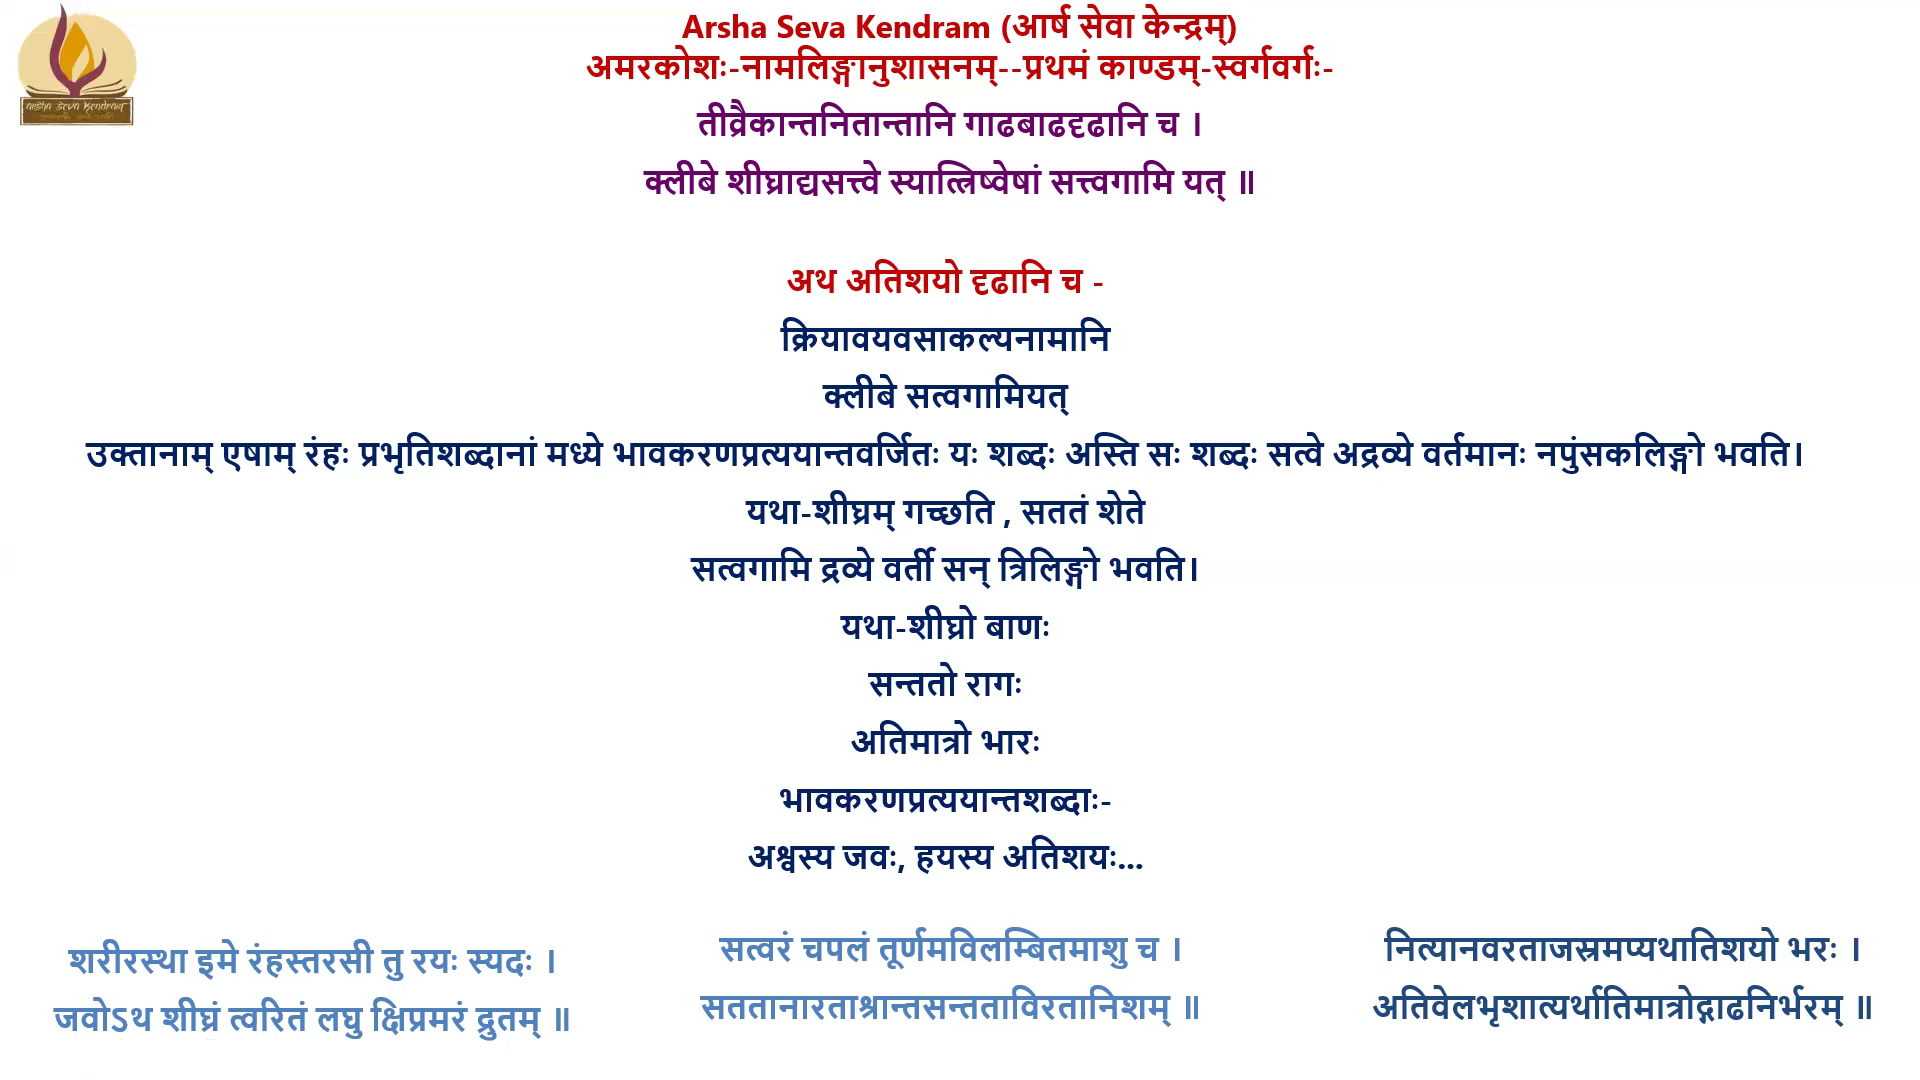 Arsha Seva Kendram (आर्ष सेवा केन्द्रम्)
अमरकोशः-नामलिङ्गानुशासनम्--प्रथमं काण्डम्-स्वर्गवर्गः-
arsha seva kendram
तीव्रैकान्तनितान्तानि गाढबाढदृढानि च ।
क्लीबे शीघ्राद्यसत्त्वे स्यात्त्रिष्वेषां सत्त्वगामि यत् ॥
अथ अतिशयो दृढानि च -
क्रियावयवसाकल्यनामानि
क्लीबे सत्वगामियत्
उक्तानाम् एषाम् रंहः प्रभृतिशब्दानां मध्ये भावकरणप्रत्ययान्तवर्जितः यः शब्दः अस्ति सः शब्दः सत्वे अद्रव्ये वर्तमानः नपुंसकलिङ्गो भवति।
यथा-शीघ्रम् गच्छति , सततं शेते
सत्वगामि द्रव्ये वर्ती सन् त्रिलिङ्गो भवति।
यथा-शीघ्रो बाणः
सन्ततो रागः
अतिमात्रो भारः
भावकरणप्रत्ययान्तशब्दाः-
अश्वस्य जवः, हयस्य अतिशयः...
शरीरस्था इमे रंहस्तरसी तु रयः स्यदः ।
जवोऽथ शीघ्रं त्वरितं लघु क्षिप्रमरं द्रुतम् ॥
सत्वरं चपलं तूर्णमविलम्बितमाशु च ।
सततानारताश्रान्तसन्तताविरतानिशम् ॥
नित्यानवरताजस्रमप्यथातिशयो भरः ।
अतिवेलभृशात्यर्थातिमात्रोद्गाढनिर्भरम् ॥